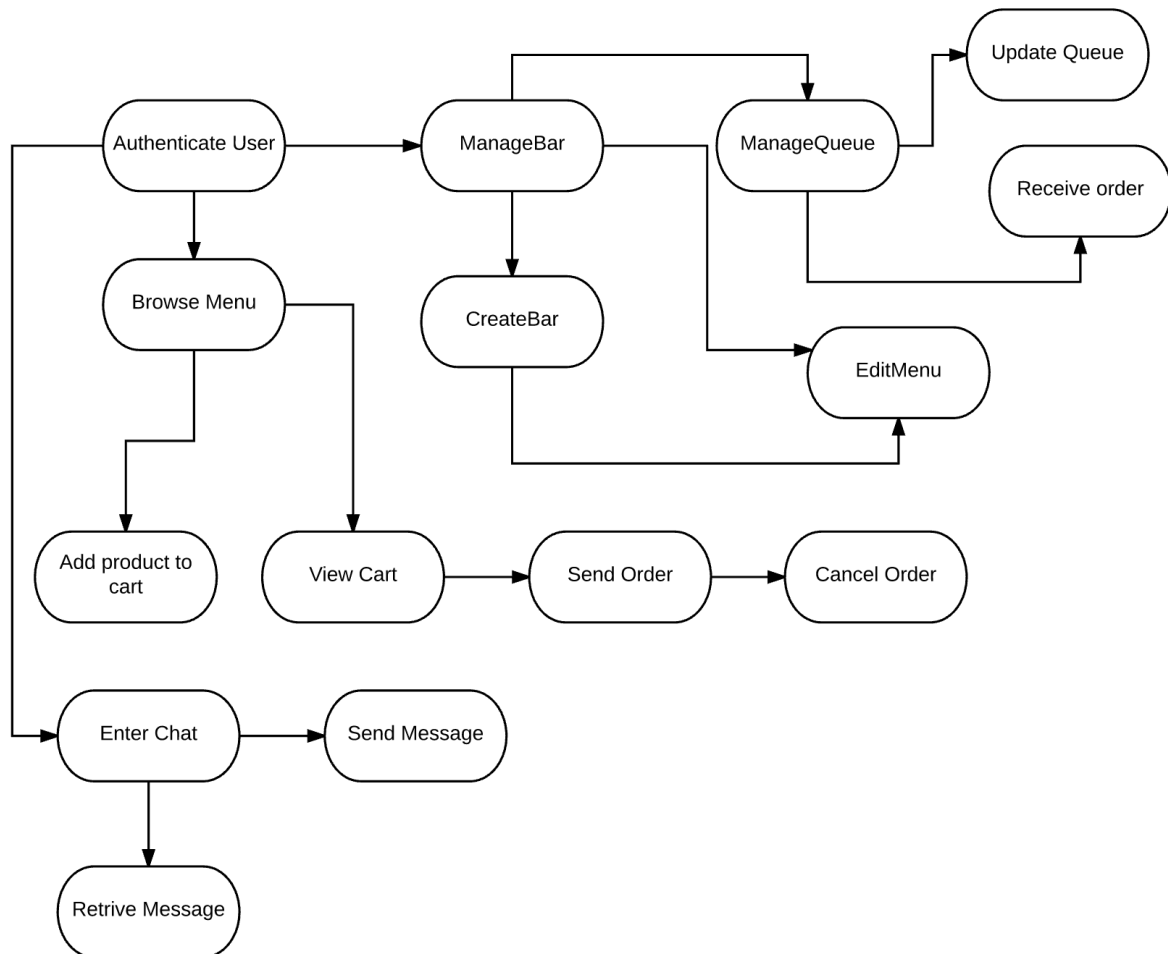 Update Queue
Authenticate User
ManageBar
ManageQueue
Receive order
Browse Menu
CreateBar
EditMenu
Add product to
cart
View Cart
Send Order
Cancel Order
Enter Chat
Send Message
Retrive Message